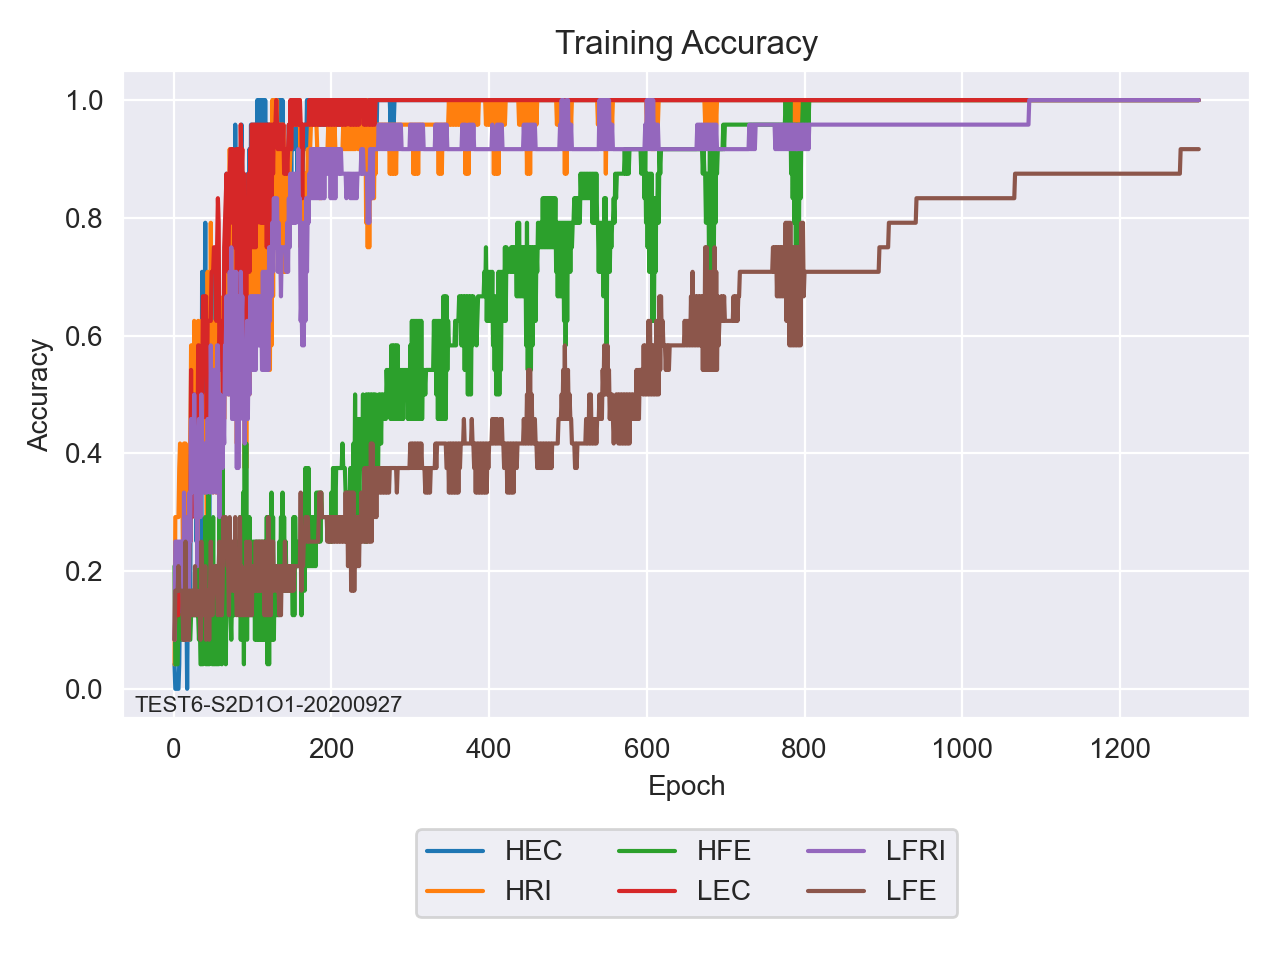 Training Accuracy
1.0
0.8
0.6
0.4
0.2
0.0
Accuracy
TEST6-S2D1O1-20200927
0 200 400 600 800 1000 1200
Epoch
HEC HFE LFRI
HRI LEC LFE